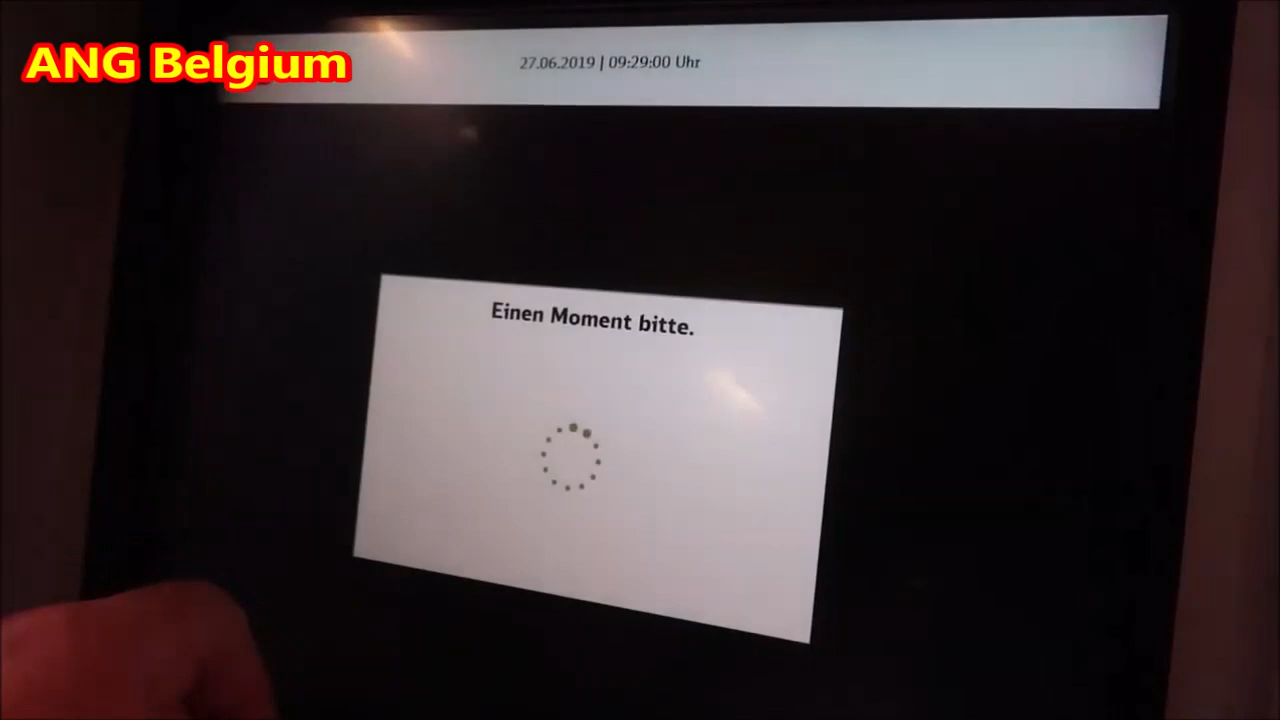 ANG Belgium
27.06.2019 | 09:29:00 Uhr
Einen Moment bitte.